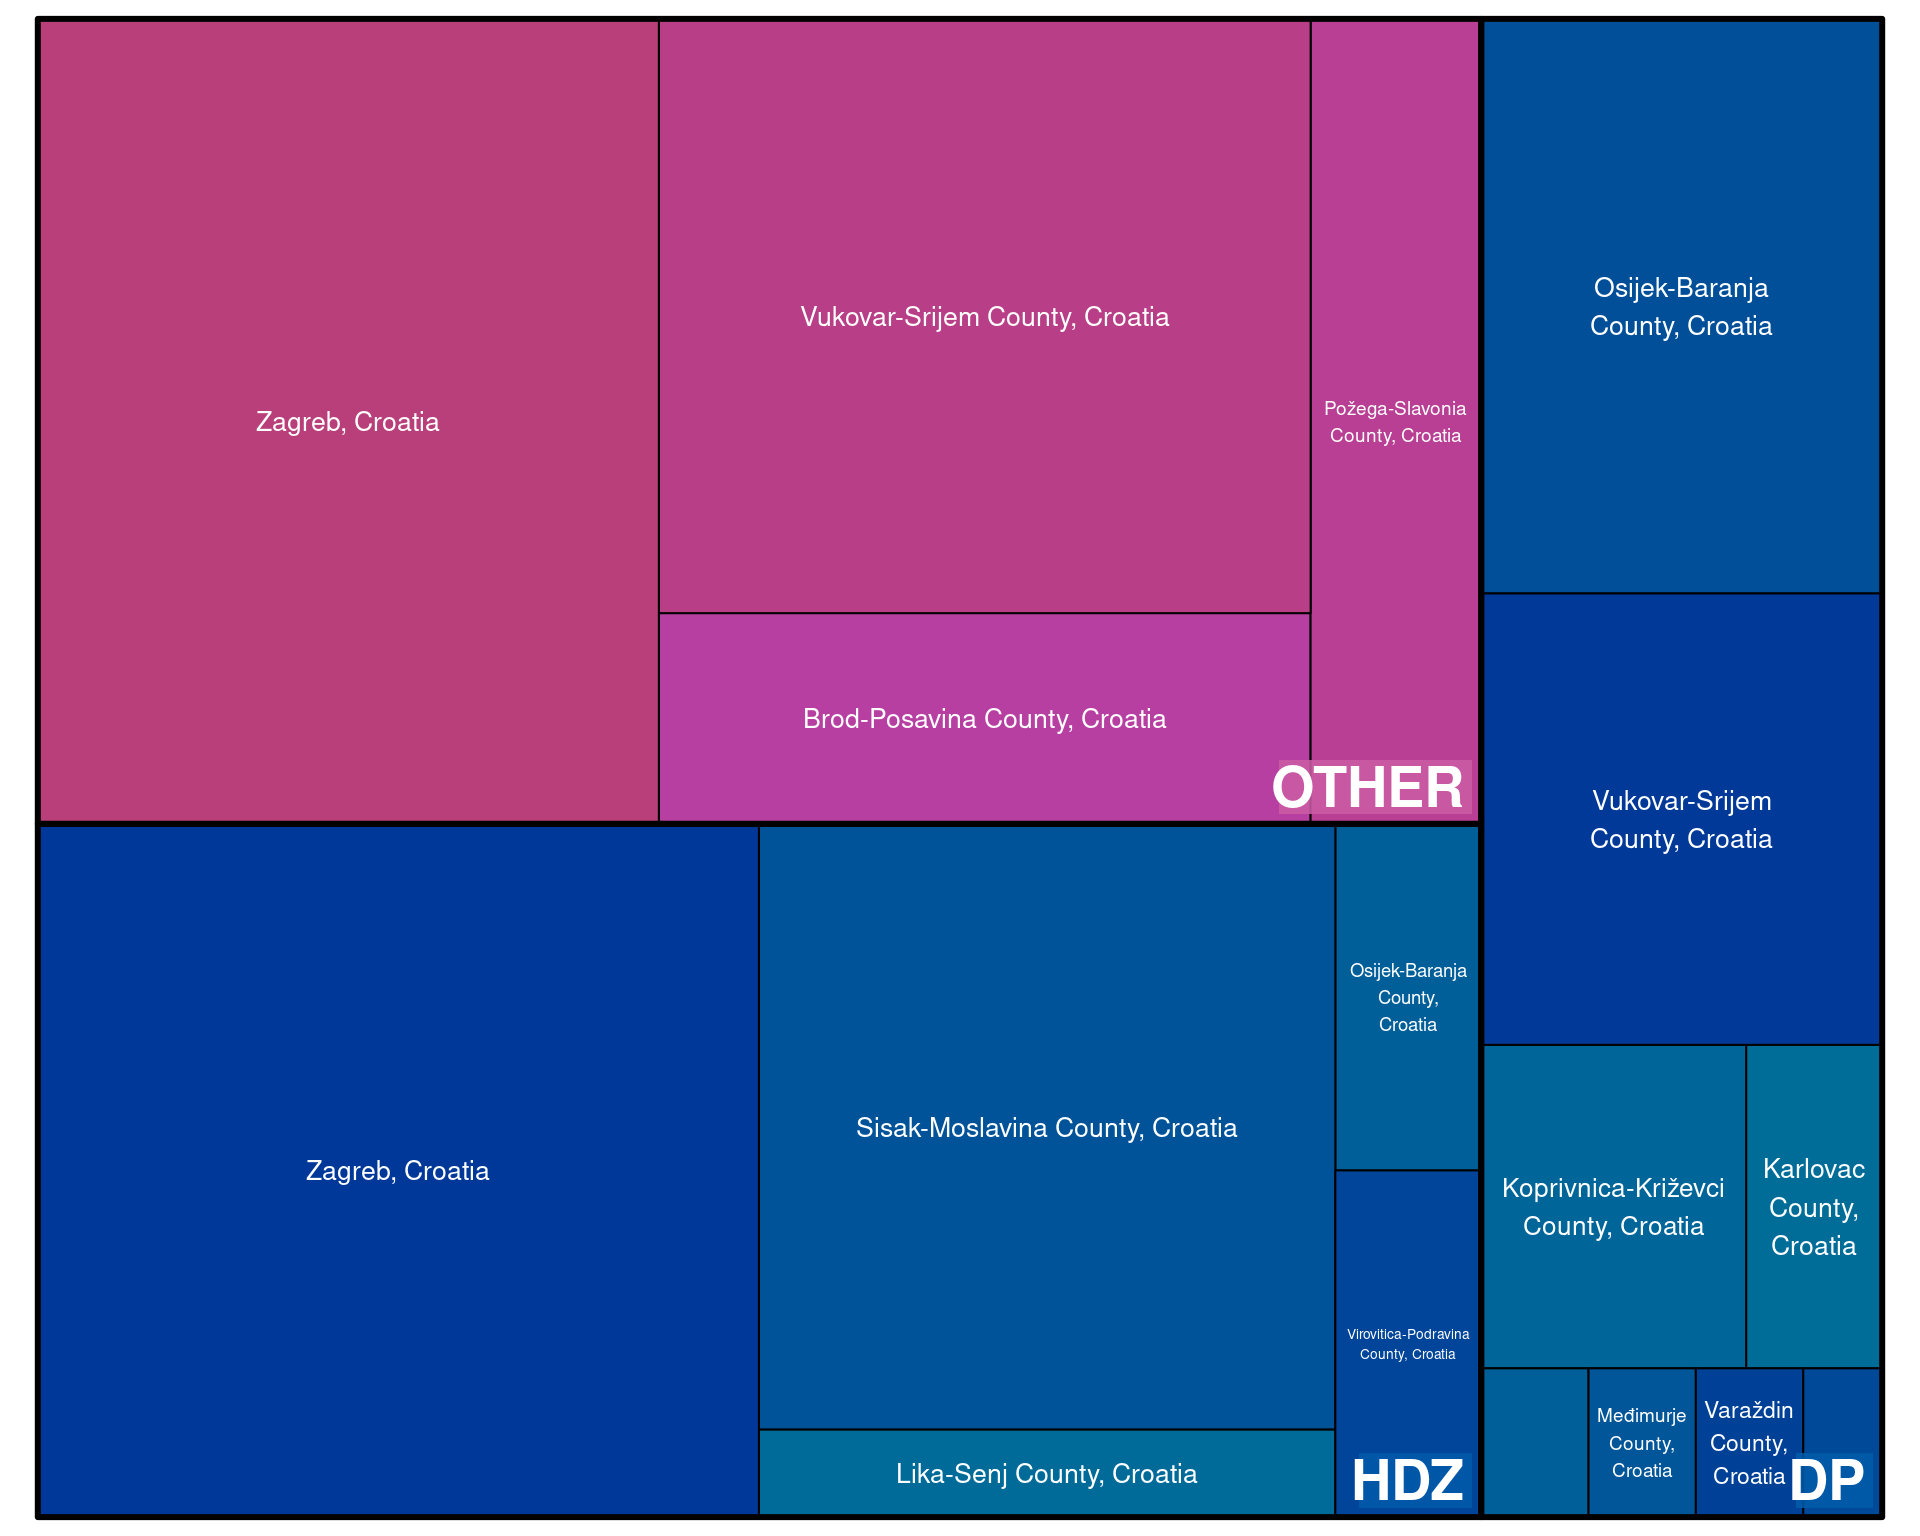 Zagreb, Croatia
Vukovar-Srijem County, Croatia
Brod-Posavina County, Croatia
Požega-Slavonia
County, Croatia
OTHER
Zagreb, Croatia
Sisak-Moslavina County, Croatia
Lika-Senj County, Croatia
Osijek-Baranja
County,
Croatia
Virovitica-Podravina
County, Croatia
HDZ
Osijek-Baranja
County, Croatia
Vukovar-Srijem
County, Croatia
Koprivnica-Križevci
County, Croatia
Karlovac
County,
Croatia
Međimurje
County,
Croatia
Varaždin
County,
Croatia
DP